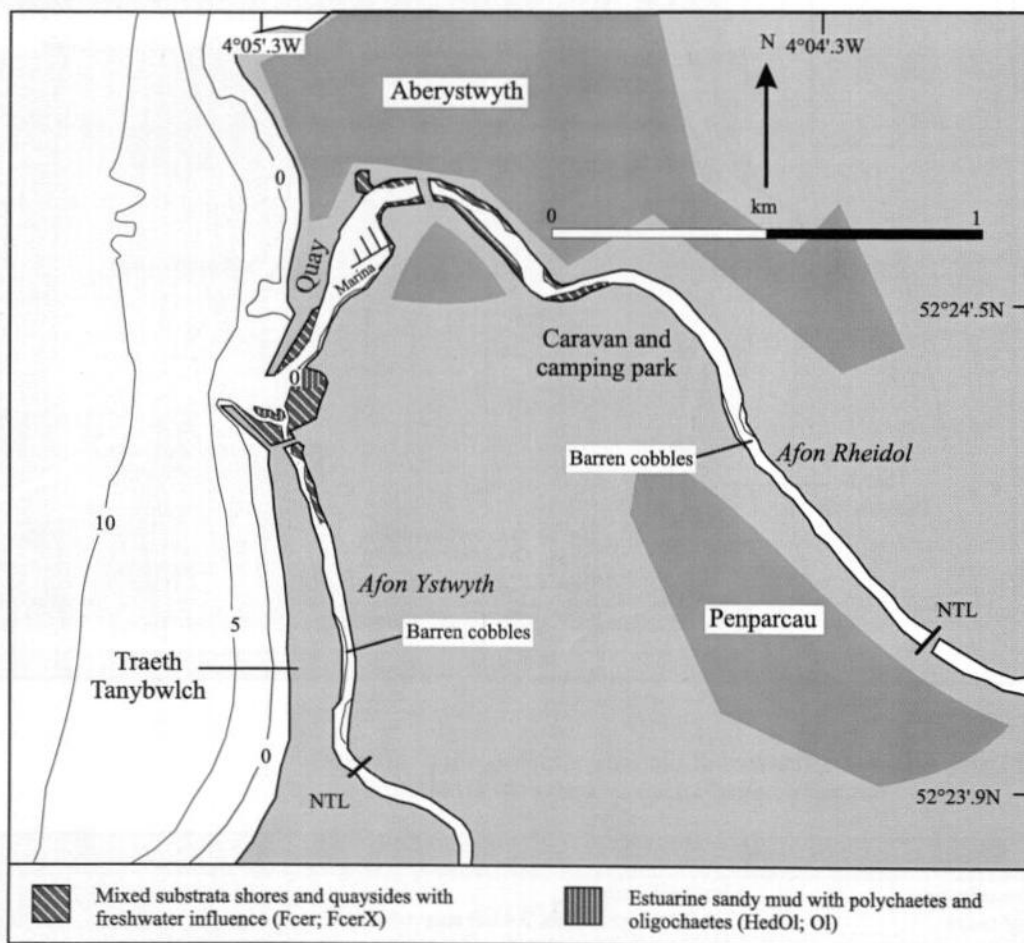 4°05'.3W
N
4°04'.3W
Aberystwyth
0
km
1
0
Quay
Marina
52°24'.5N
Caravan and
camping park
0
Barren cobbles
Afon Rheidol
10
Afon Ystwyth
5
Barren cobbles
Penparcau
NTL
Traeth
Tanybwlch
0
NTL
52°23'.9N
Mixed substrata shores and quaysides with
freshwater influence (Fcer; FcerX)
Estuarine sandy mud with polychaetes and
oligochaetes (HedOl; Ol)